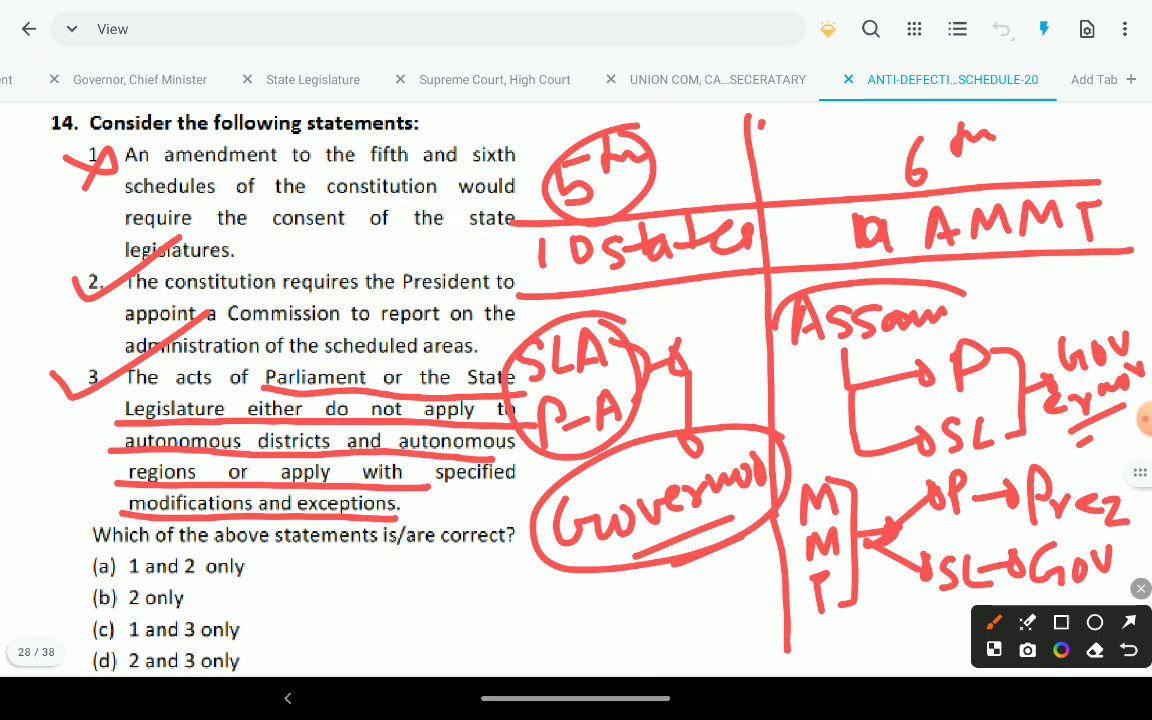 View
nt
Governor, Chief Minister
State Legislature
Supreme Court, High Court
UNION COM, CA...SECERATARY
ANTI-DEFECTI...SCHEDULE-20
Add Tab +
14. Consider the following statements:
1. An amendment to the fifth and sixth
schedules of the constitution would
require the consent of the state
legislatures.
2. The constitution requires the President to
appoint a Commission to report on the
administration of the scheduled areas.
3. The acts of Parliament or the State
Legislature either do not apply to
autonomous districts and autonomous
regions or apply with specified
modifications and exceptions.
Which of the above statements is/are correct?
(a) 1 and 2 only
(b) 2 only
(c) 1 and 3 only
(d) 2 and 3 only
5th
6th
10 states
AMMT
SLA
P-A
Governor
Assam
P
SL
Gov
M
M
T
P
Prez
SL
Gov
28 / 38